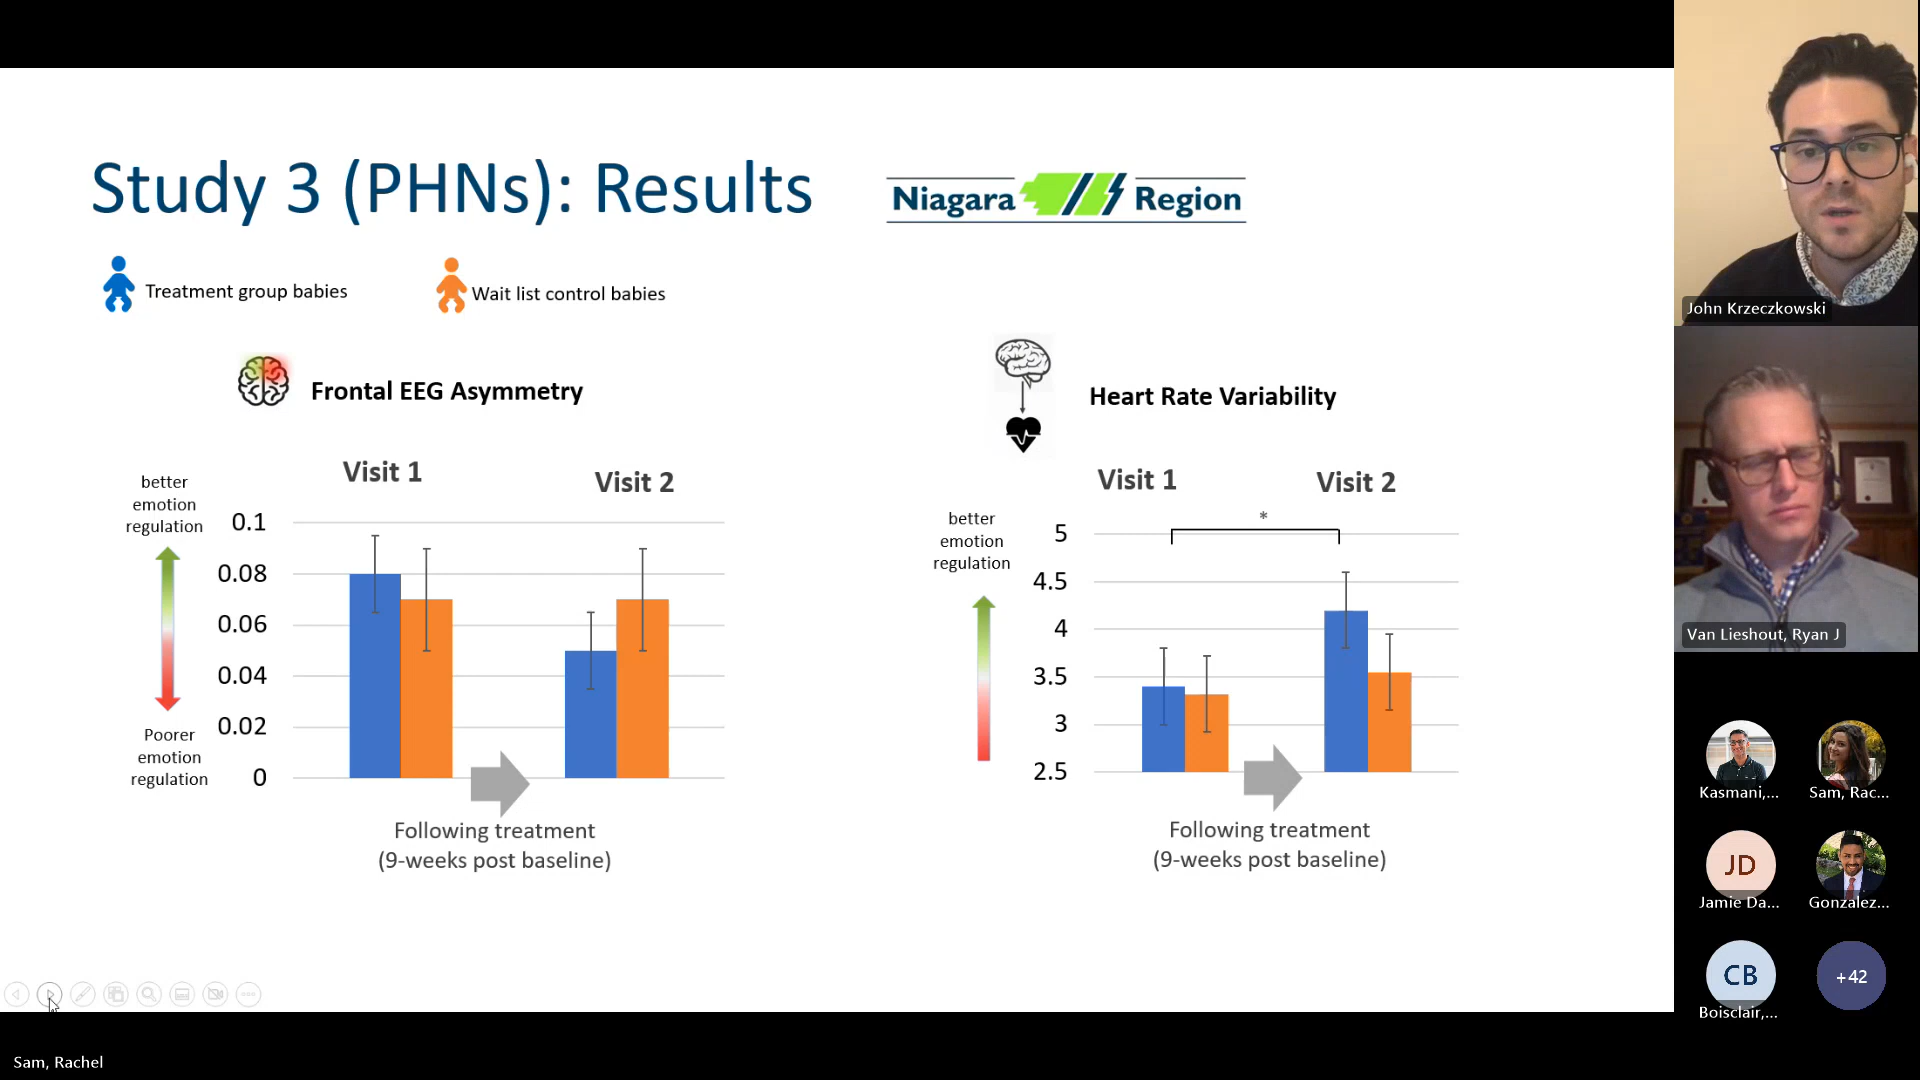 Study 3 (PHNs): Results
Niagara Region
Treatment group babies
Wait list control babies
Frontal EEG Asymmetry
Visit 1
Visit 2
better
emotion
regulation
Poorer
emotion
regulation
0.1
0.08
0.06
0.04
0.02
0
Following treatment
(9-weeks post baseline)
Heart Rate Variability
Visit 1
Visit 2
better
emotion
regulation
*
5
4.5
4
3.5
3
2.5
Following treatment
(9-weeks post baseline)
John Krzeczkowski
Van Lieshout, Ryan J
Kasmani,...
Sam, Rac...
JD
Jamie Da...
Gonzalez...
CB
Boisclair,...
+42
Sam, Rachel